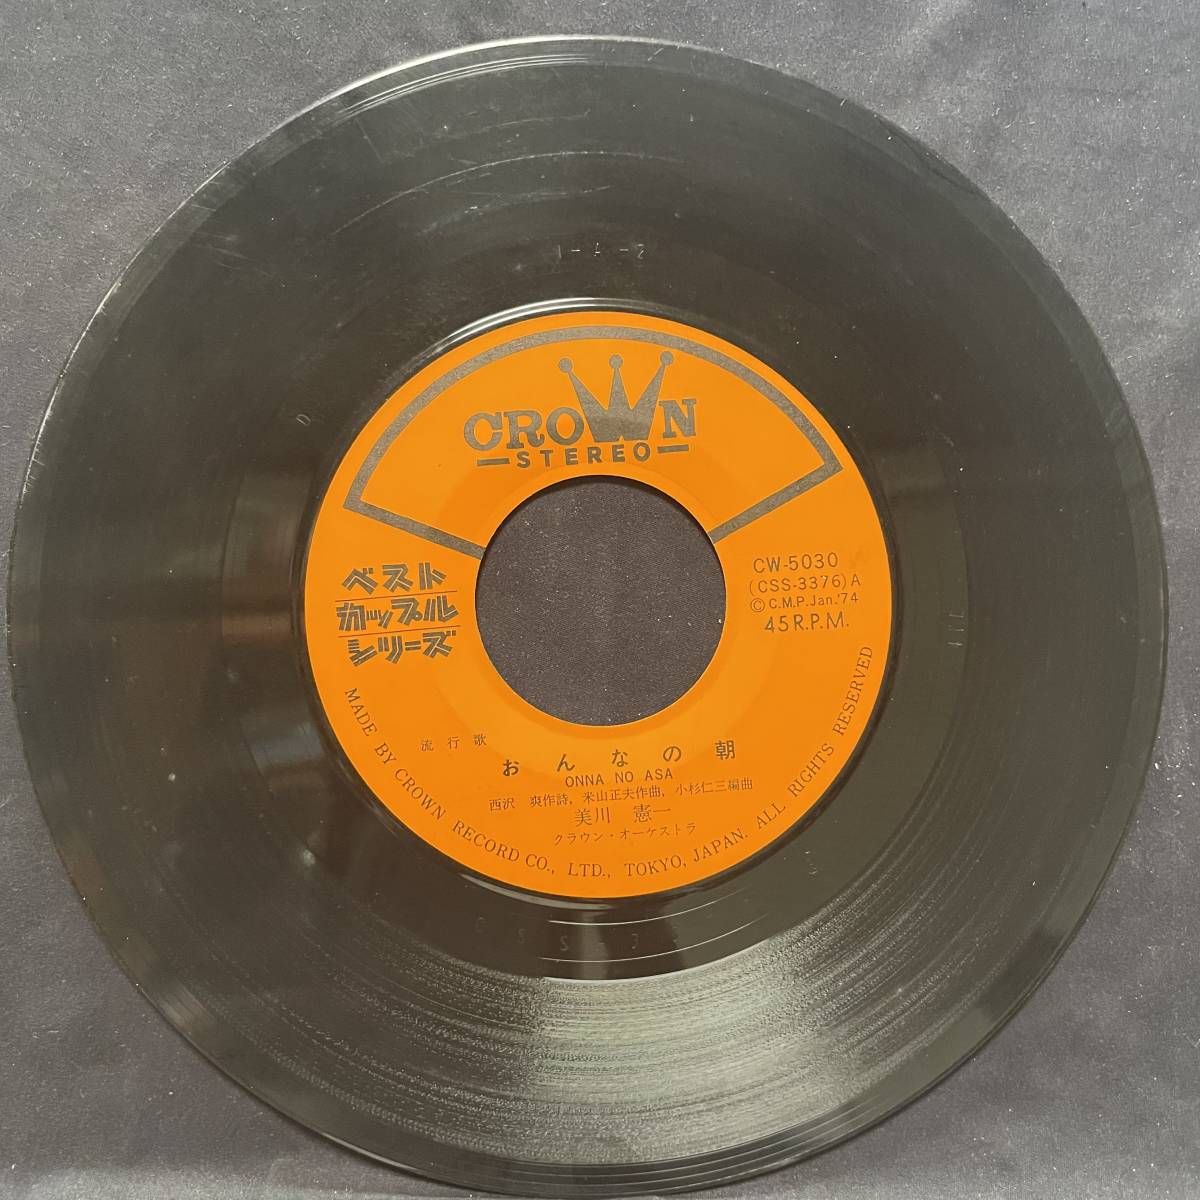 CROWN
STEREO
ベスト
カップル
シリーズ
CW-5030
(CSS-3376)A
©C.M.P.Jan.'74
45R.P.M.
流行歌
おんなの朝
ONNA NO ASA
西沢 爽作詩, 米山正夫作曲, 小杉仁三編曲
美川 憲一
クラウン・オーケストラ
MADE BY CROWN RECORD CO., LTD., TOKYO, JAPAN. ALL RIGHTS RESERVED
D